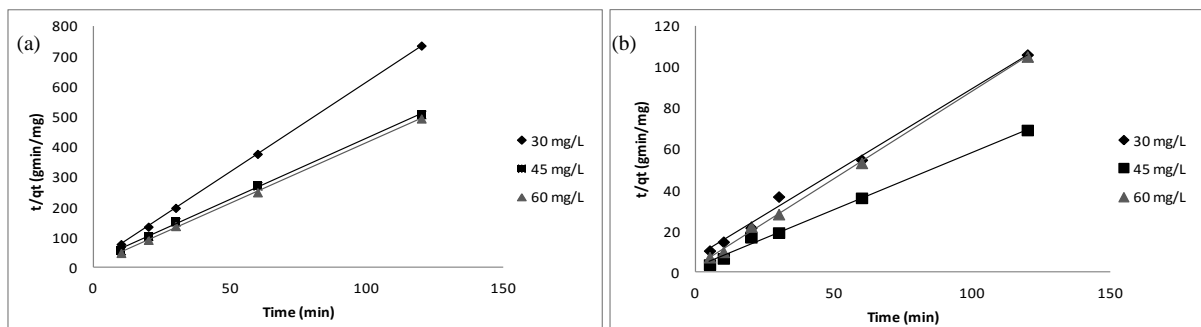 (a)
800
700
600
500
400
300
200
100
0
t/qt (gmin/mg)
0 50 100 150
Time (min)
30 mg/L
45 mg/L
60 mg/L
(b)
120
100
80
60
40
20
0
t/qt (gmin/mg)
0 50 100 150
Time (min)
30 mg/L
45 mg/L
60 mg/L